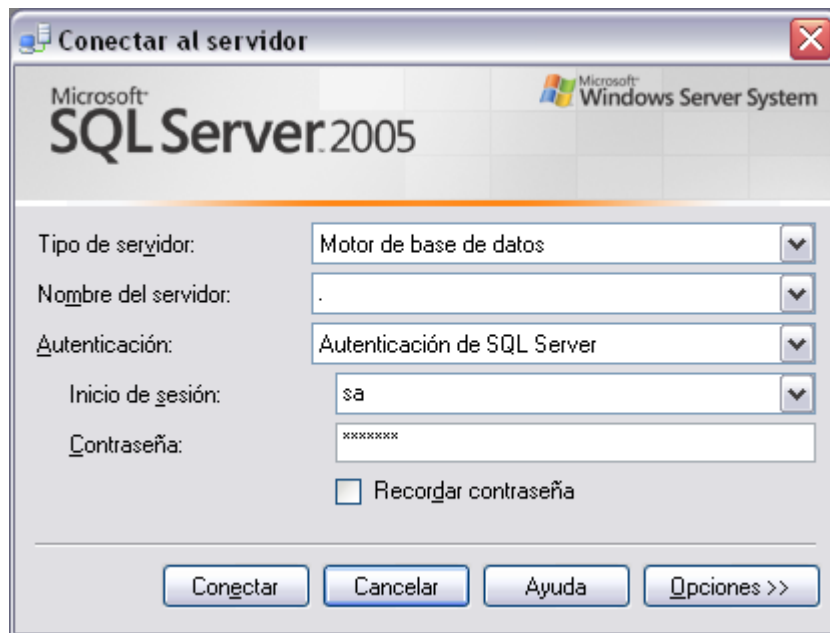 Conectar al servidor
Microsoft
SQL Server 2005
Microsoft
Windows Server System
Tipo de servidor: Motor de base de datos
Nombre del servidor: .
Autenticación: Autenticación de SQL Server
Inicio de sesión: sa
Contraseña: *******
Recordar contraseña
Conectar Cancelar Ayuda Opciones >>